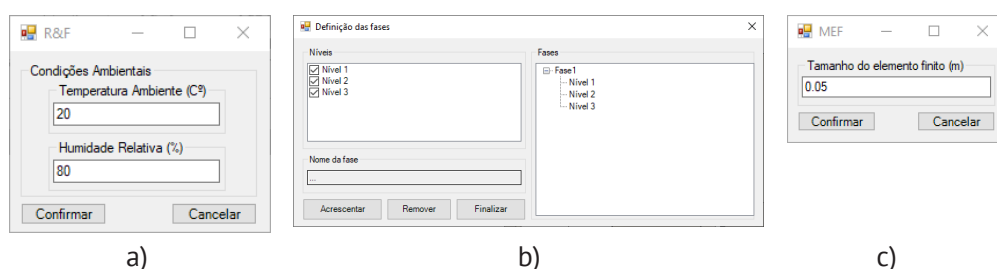 R&F
Condições Ambientais
Temperatura Ambiente (Cº)
20
Humidade Relativa (%)
80
Confirmar Cancelar
a)
Definição das fases
Níveis
Nível 1
Nível 2
Nível 3
Nome da fase
...
Acrescentar Remover Finalizar
Fases
Fase1
Nível 1
Nível 2
Nível 3
b)
MEF
Tamanho do elemento finito (m)
0.05
Confirmar Cancelar
c)